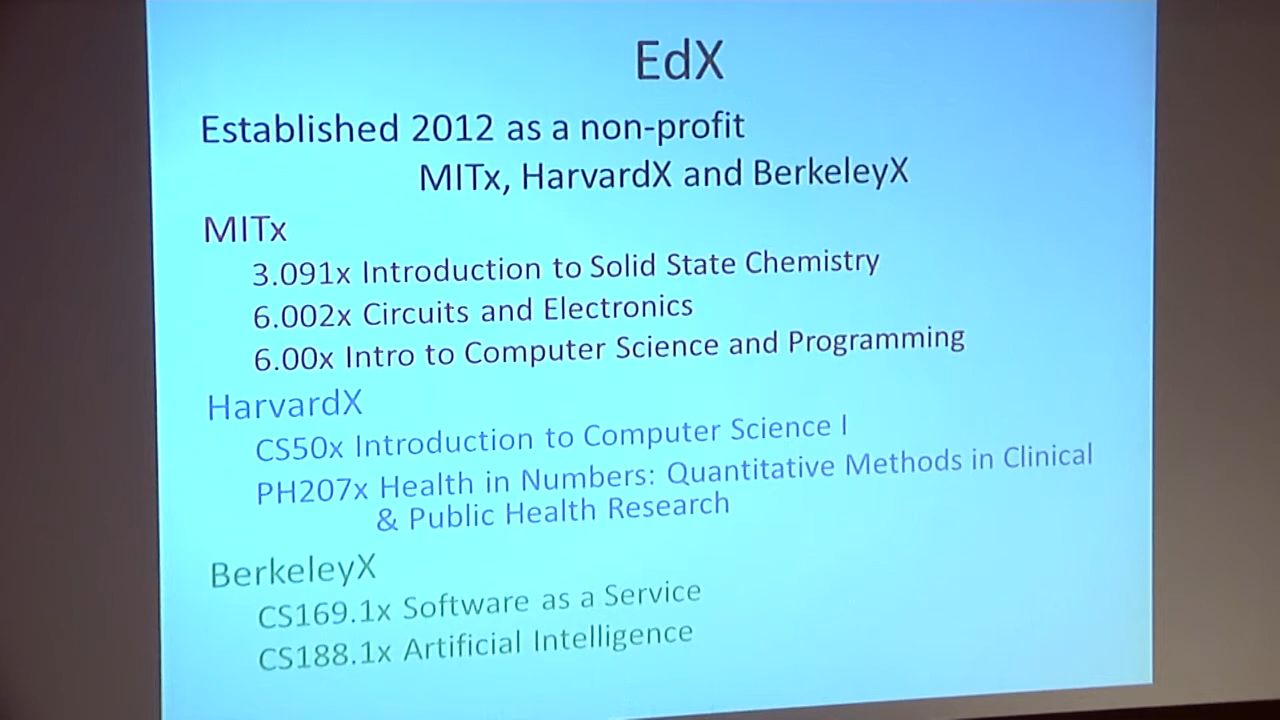 EdX
Established 2012 as a non-profit
MITx, HarvardX and BerkeleyX
MITx
3.091x Introduction to Solid State Chemistry
6.002x Circuits and Electronics
6.00x Intro to Computer Science and Programming
HarvardX
CS50x Introduction to Computer Science I
PH207x Health in Numbers: Quantitative Methods in Clinical
& Public Health Research
BerkeleyX
CS169.1x Software as a Service
CS188.1x Artificial Intelligence